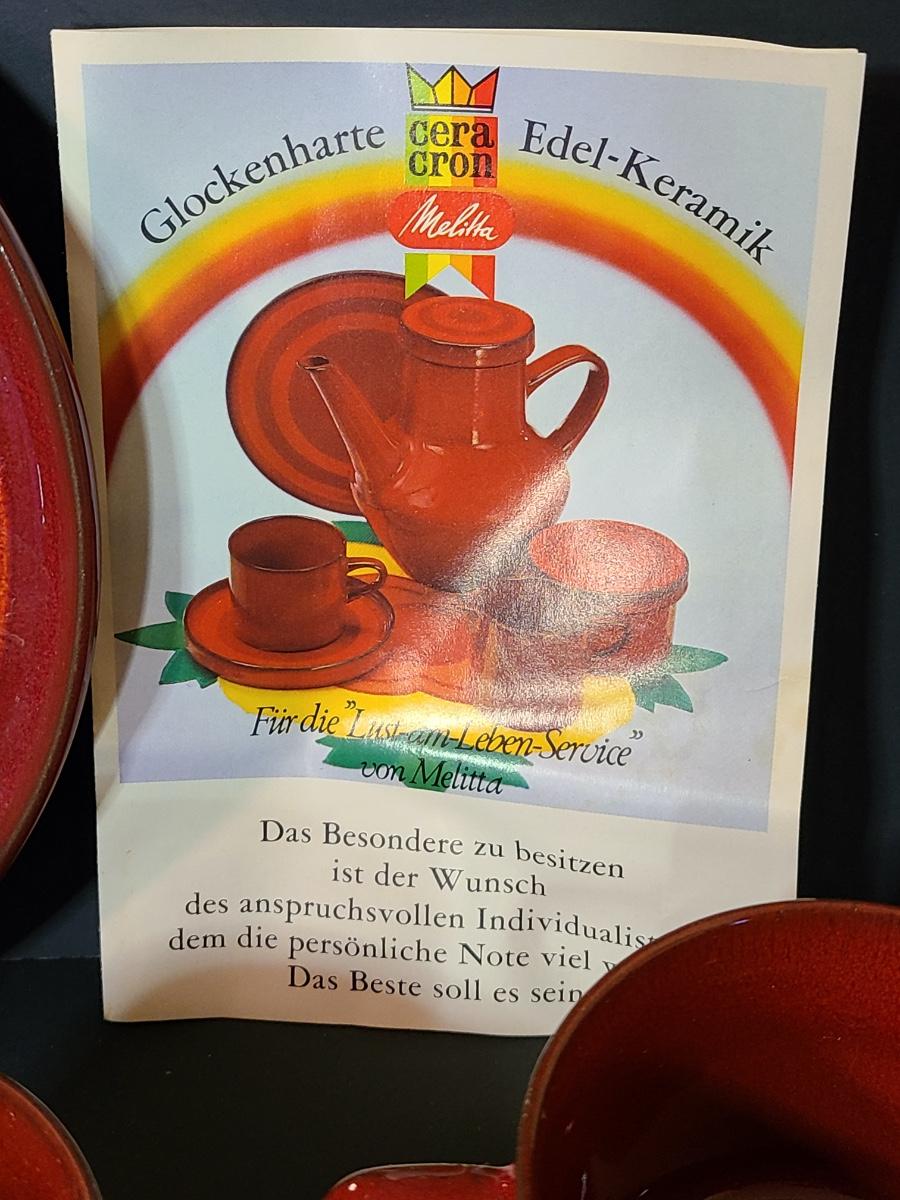 Glockenharte
cera
cron
Edel-Keramik
Melitta
Für die "Lust-am-Leben-Service"
von Melitta
Das Besondere zu besitzen
ist der Wunsch
des anspruchsvollen
dem die persönliche Note viel
Das Beste soll es sein